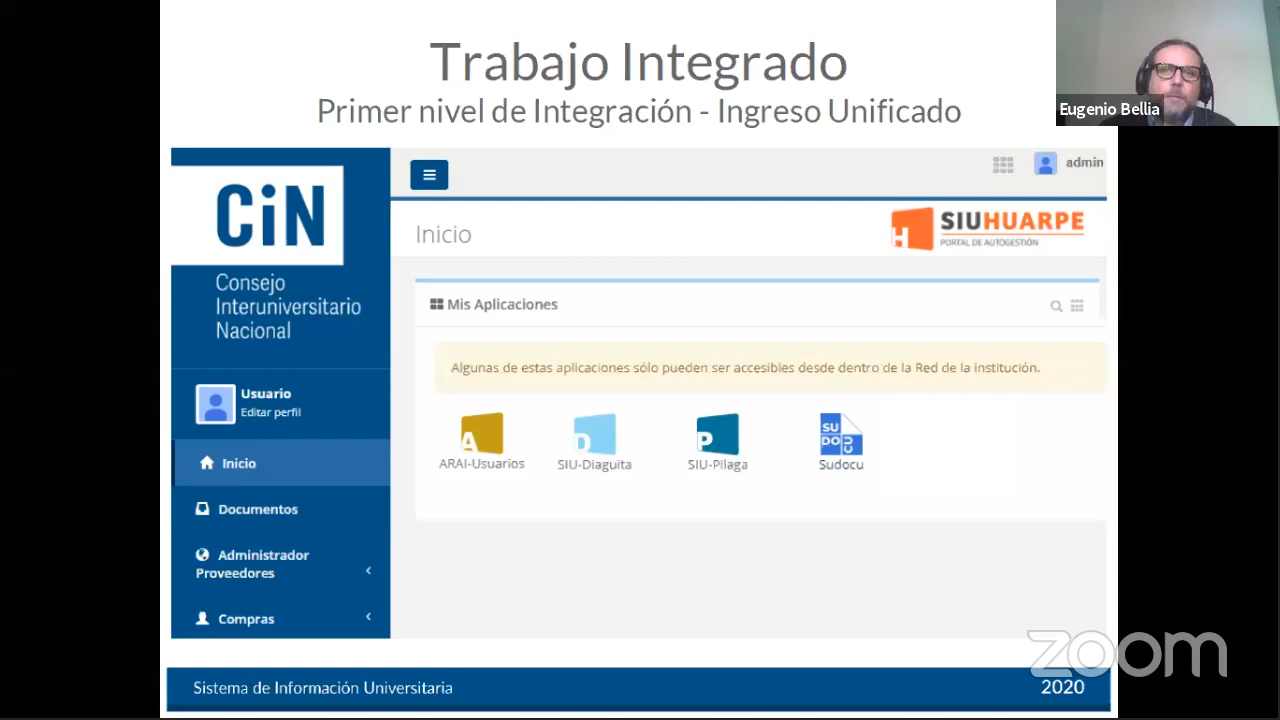 Trabajo Integrado
Primer nivel de Integración - Ingreso Unificado
Eugenio Bellia
CiN
Consejo
Interuniversitario
Nacional
admin
Inicio
SIUHUARPE
PORTAL DE AUTOGESTIÓN
H
Mis Aplicaciones
Algunas de estas aplicaciones sólo pueden ser accesibles desde dentro de la Red de la institución.
Usuario
Editar perfil
A
D
P
SU
DO
CU
ARAI-Usuarios
SIU-Diaguita
SIU-Pilaga
Sudocu
Inicio
Documentos
Administrador
Proveedores
Compras
zoom
Sistema de Información Universitaria
2020